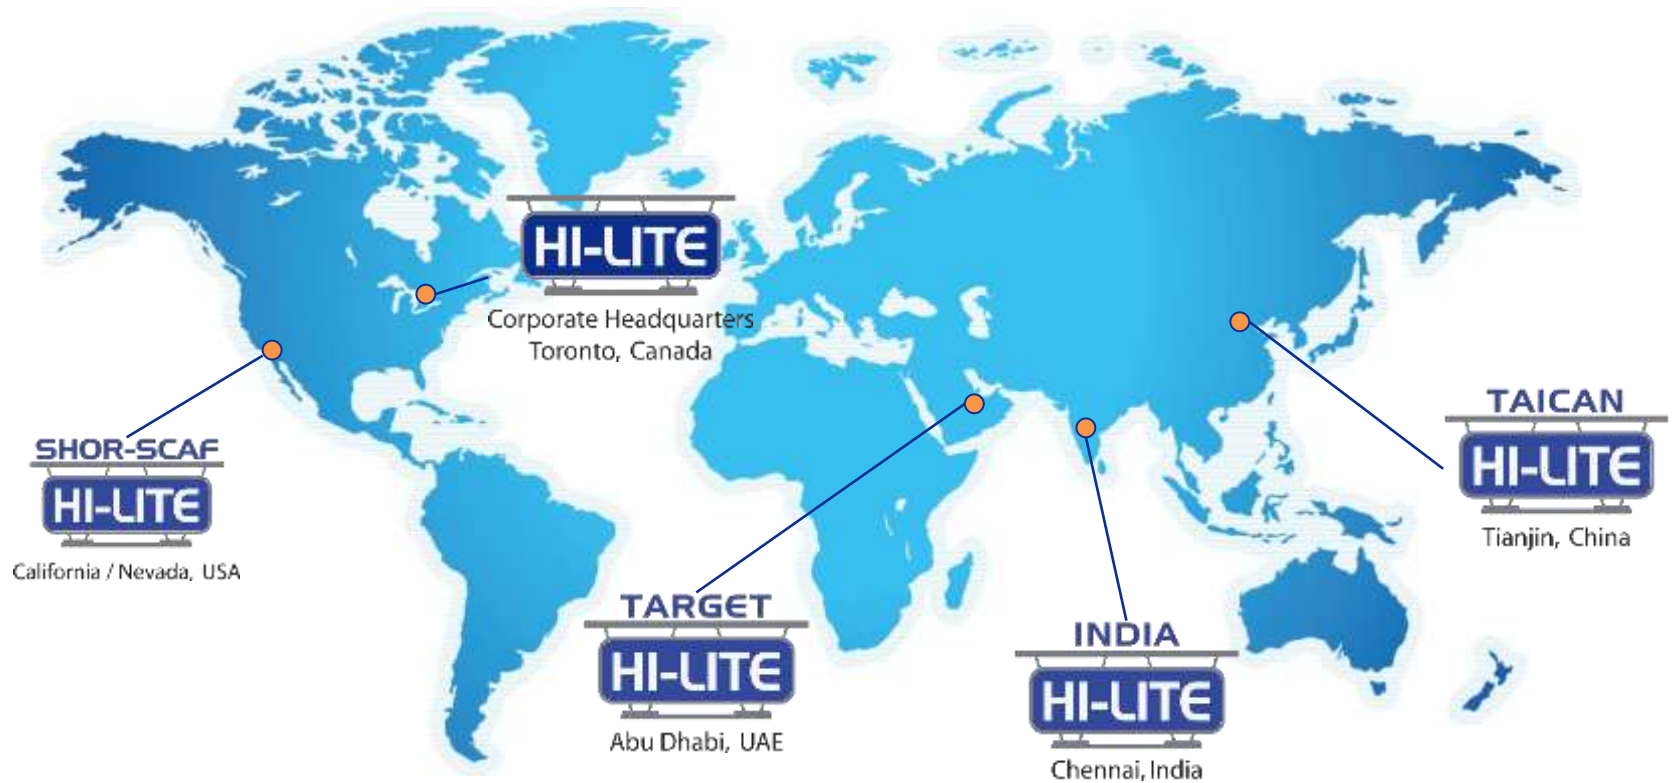 HI-LITE
Corporate Headquarters
Toronto, Canada
SHOR-SCAF
HI-LITE
California / Nevada, USA
TARGET
HI-LITE
Abu Dhabi, UAE
INDIA
HI-LITE
Chennai, India
TAICAN
HI-LITE
Tianjin, China